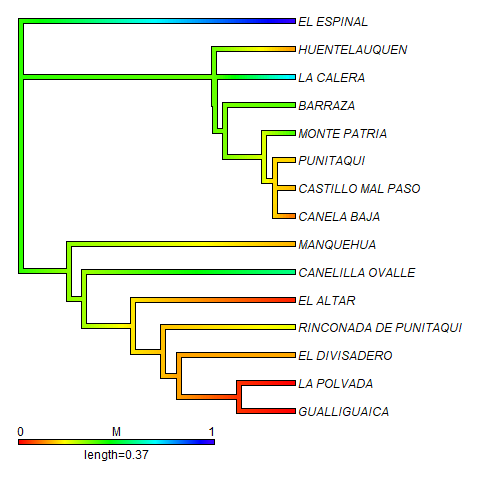 EL ESPINAL
HUENTELAUQUEN
LA CALERA
BARRAZA
MONTE PATRIA
PUNITAQUI
CASTILLO MAL PASO
CANELA BAJA
MANQUEHUA
CANELILLA OVALLE
EL ALTAR
RINCONADA DE PUNITAQUI
EL DIVISADERO
LA POLVADA
GUALLIGUAICA
0 M 1
length=0.37